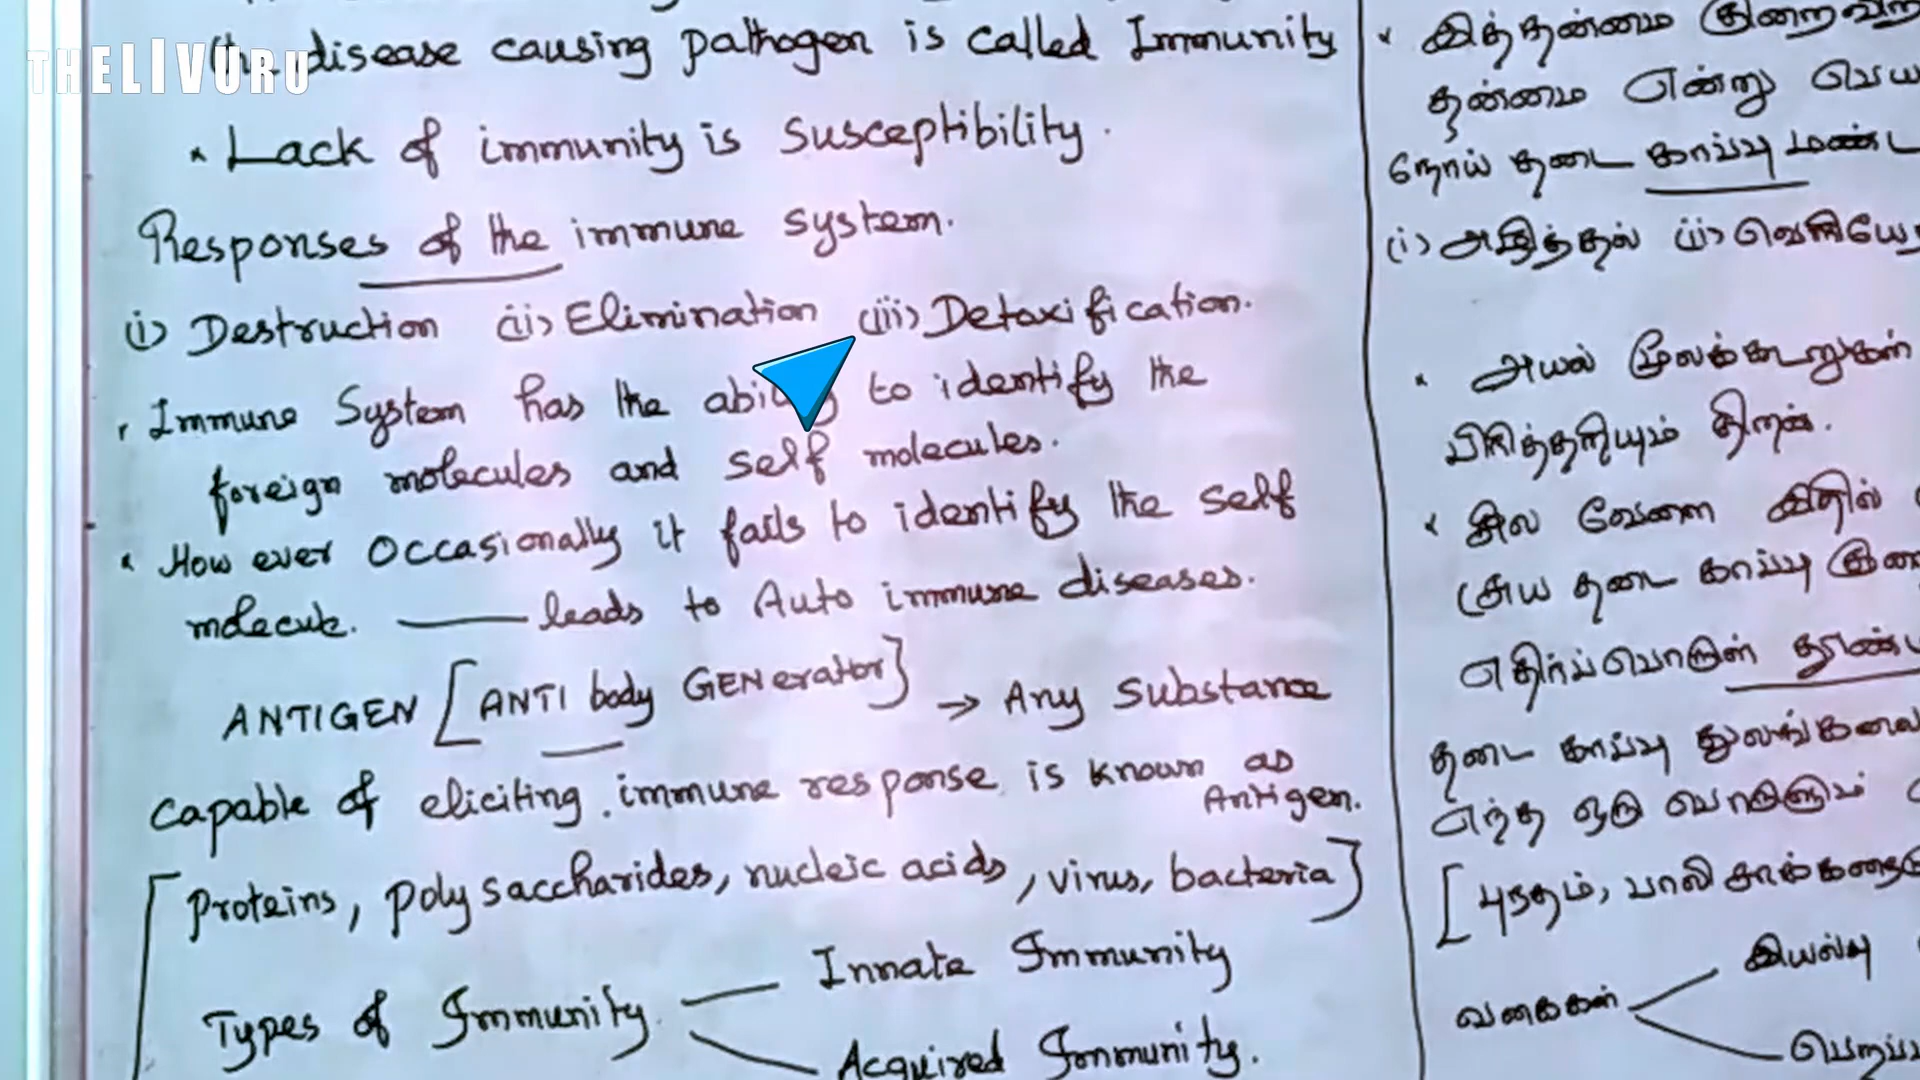 THELIVURU
the disease causing pathogen is called Immunity
* Lack of immunity is Susceptibility.
Responses of the immune system.
(i) Destruction (ii) Elimination (iii) Detoxification.
* Immune System has the ability to identify the
foreign molecules and self molecules.
* How ever Occasionally it fails to identify the self
molecule. —— leads to Auto immune diseases.
ANTIGEN [ANTI body GENerator] → Any Substance
capable of eliciting immune response is known as
Antigen.
[Proteins, poly saccharides, nucleic acids, virus, bacteria]
Types of Immunity
Innate Immunity
Acquired Immunity.
* இத்தன்மை
தன்மை என்று
நோய் தடை காப்பு
(i) அழித்தல் (ii)
* அயல் மூலக்கூறுகள்
பிரித்தறியும் திறன்.
* சில வேளை இதில்
சுய தடை காப்பு
எதிர்ப்பொருள்
தடை காப்பு
எந்த ஒரு பொருளும்
[புரதம், பாலி
வகைகள்
இயல்பு